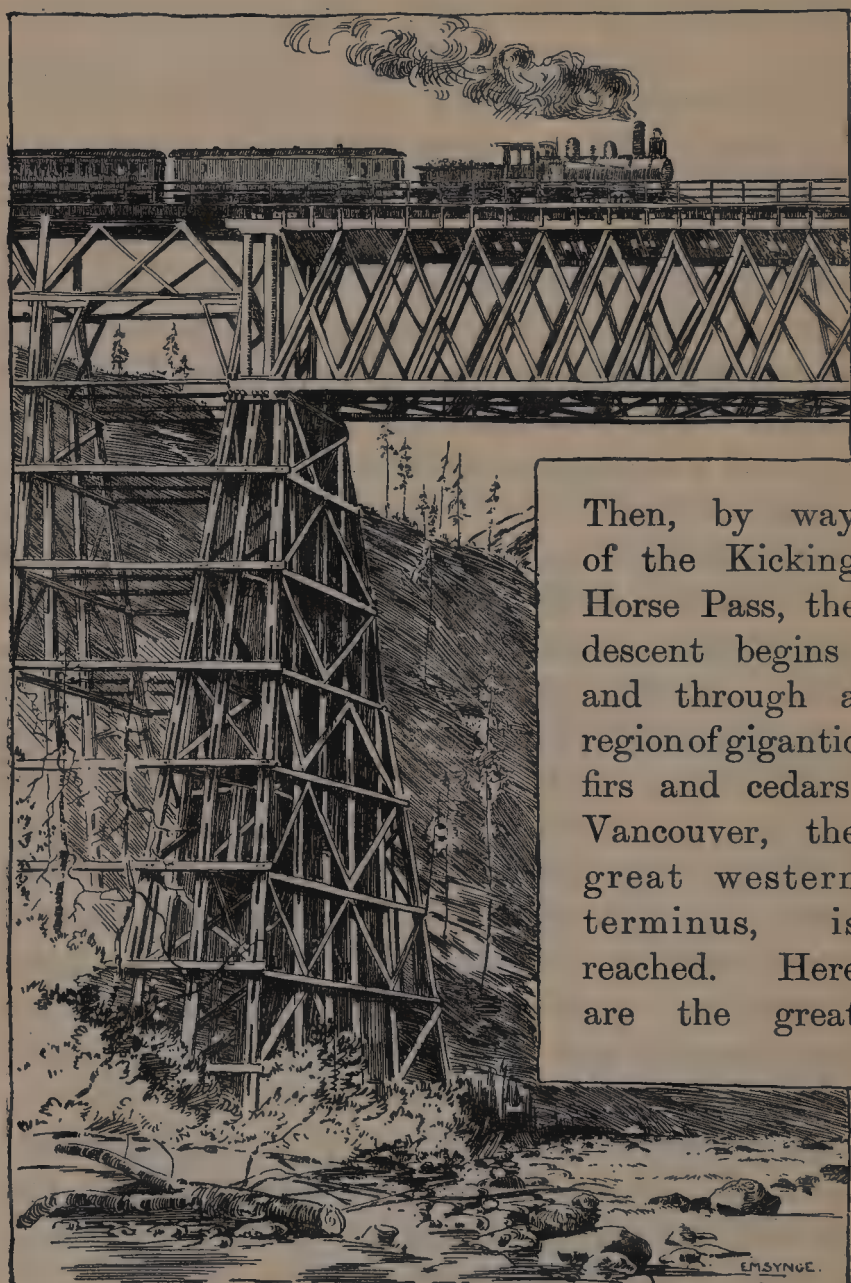 Then, by way
of the Kicking
Horse Pass, the
descent begins
and through a
region of gigantic
firs and cedars
Vancouver, the
great western
terminus, is
reached. Here
are the great
E.M.SYNGE.